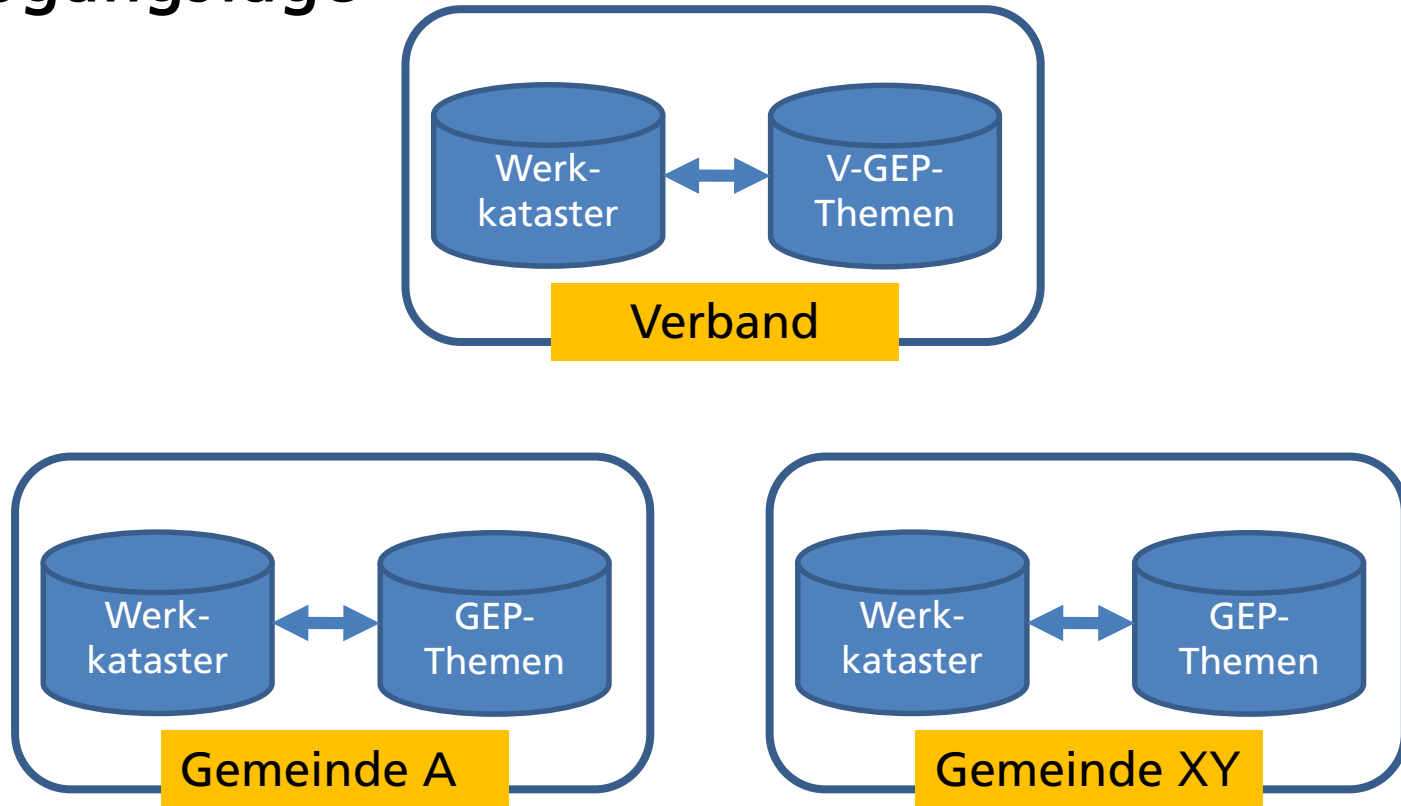 Werk-
kataster
V-GEP-
Themen
Verband
Werk-
kataster
GEP-
Themen
Gemeinde A
Werk-
kataster
GEP-
Themen
Gemeinde XY